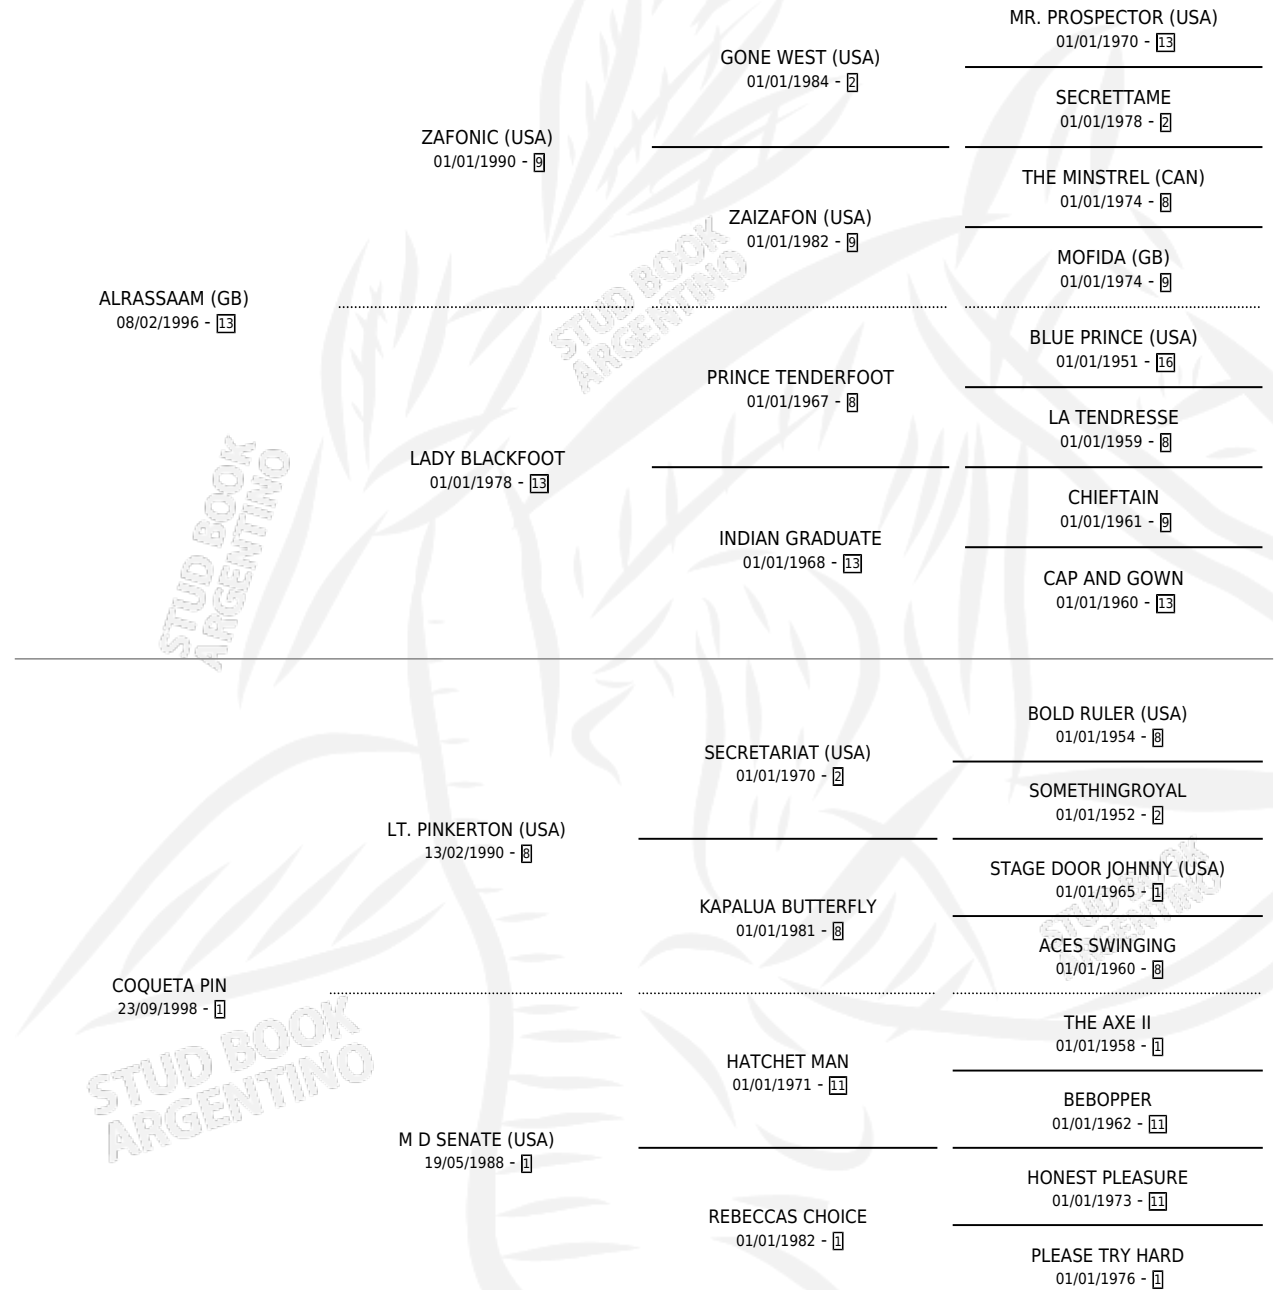 MR. PROSPECTOR (USA)
01/01/1970 - 13
GONE WEST (USA)
01/01/1984 - 2
SECRETTAME
01/01/1978 - 2
ZAFONIC (USA)
01/01/1990 - 9
THE MINSTREL (CAN)
01/01/1974 - 8
ZAIZAFON (USA)
01/01/1982 - 9
MOFIDA (GB)
01/01/1974 - 9
ALRASSAAM (GB)
08/02/1996 - 13
STUD BOOK
ARGENTINO
BLUE PRINCE (USA)
01/01/1951 - 16
PRINCE TENDERFOOT
01/01/1967 - 8
LA TENDRESSE
01/01/1959 - 8
LADY BLACKFOOT
01/01/1978 - 13
CHIEFTAIN
01/01/1961 - 9
INDIAN GRADUATE
01/01/1968 - 13
CAP AND GOWN
01/01/1960 - 13
STUD BOOK
ARGENTINO
BOLD RULER (USA)
01/01/1954 - 8
SECRETARIAT (USA)
01/01/1970 - 2
SOMETHINGROYAL
01/01/1952 - 2
LT. PINKERTON (USA)
13/02/1990 - 8
STAGE DOOR JOHNNY (USA)
01/01/1965 - 1
KAPALUA BUTTERFLY
01/01/1981 - 8
ACES SWINGING
01/01/1960 - 8
STUD BOOK
ARGENTINO
COQUETA PIN
23/09/1998 - 1
THE AXE II
01/01/1958 - 1
HATCHET MAN
01/01/1971 - 11
BEBOPPER
01/01/1962 - 11
STUD BOOK
ARGENTINO
M D SENATE (USA)
19/05/1988 - 1
HONEST PLEASURE
01/01/1973 - 11
REBECCAS CHOICE
01/01/1982 - 1
PLEASE TRY HARD
01/01/1976 - 1